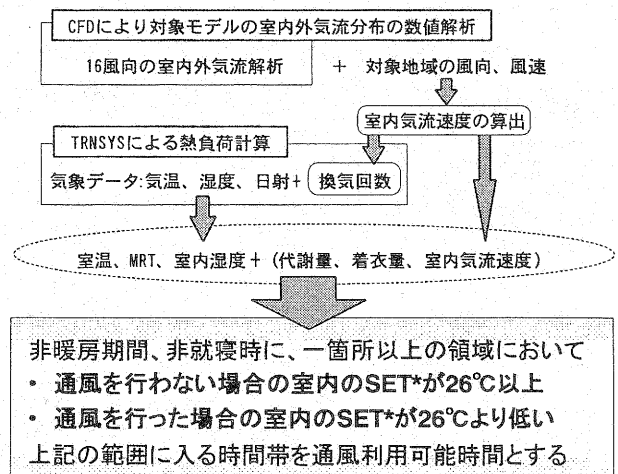 CFDにより対象モデルの室内外気流分布の数値解析
16風向の室内外気流解析 + 対象地域の風向、風速
室内気流速度の算出
TRNSYSによる熱負荷計算
気象データ:気温、湿度、日射+ 換気回数
室温、MRT、室内湿度+ (代謝量、着衣量、室内気流速度)
非暖房期間、非就寝時に、一箇所以上の領域において
・ 通風を行わない場合の室内のSET*が26℃以上
・ 通風を行った場合の室内のSET*が26℃より低い
上記の範囲に入る時間帯を通風利用可能時間とする